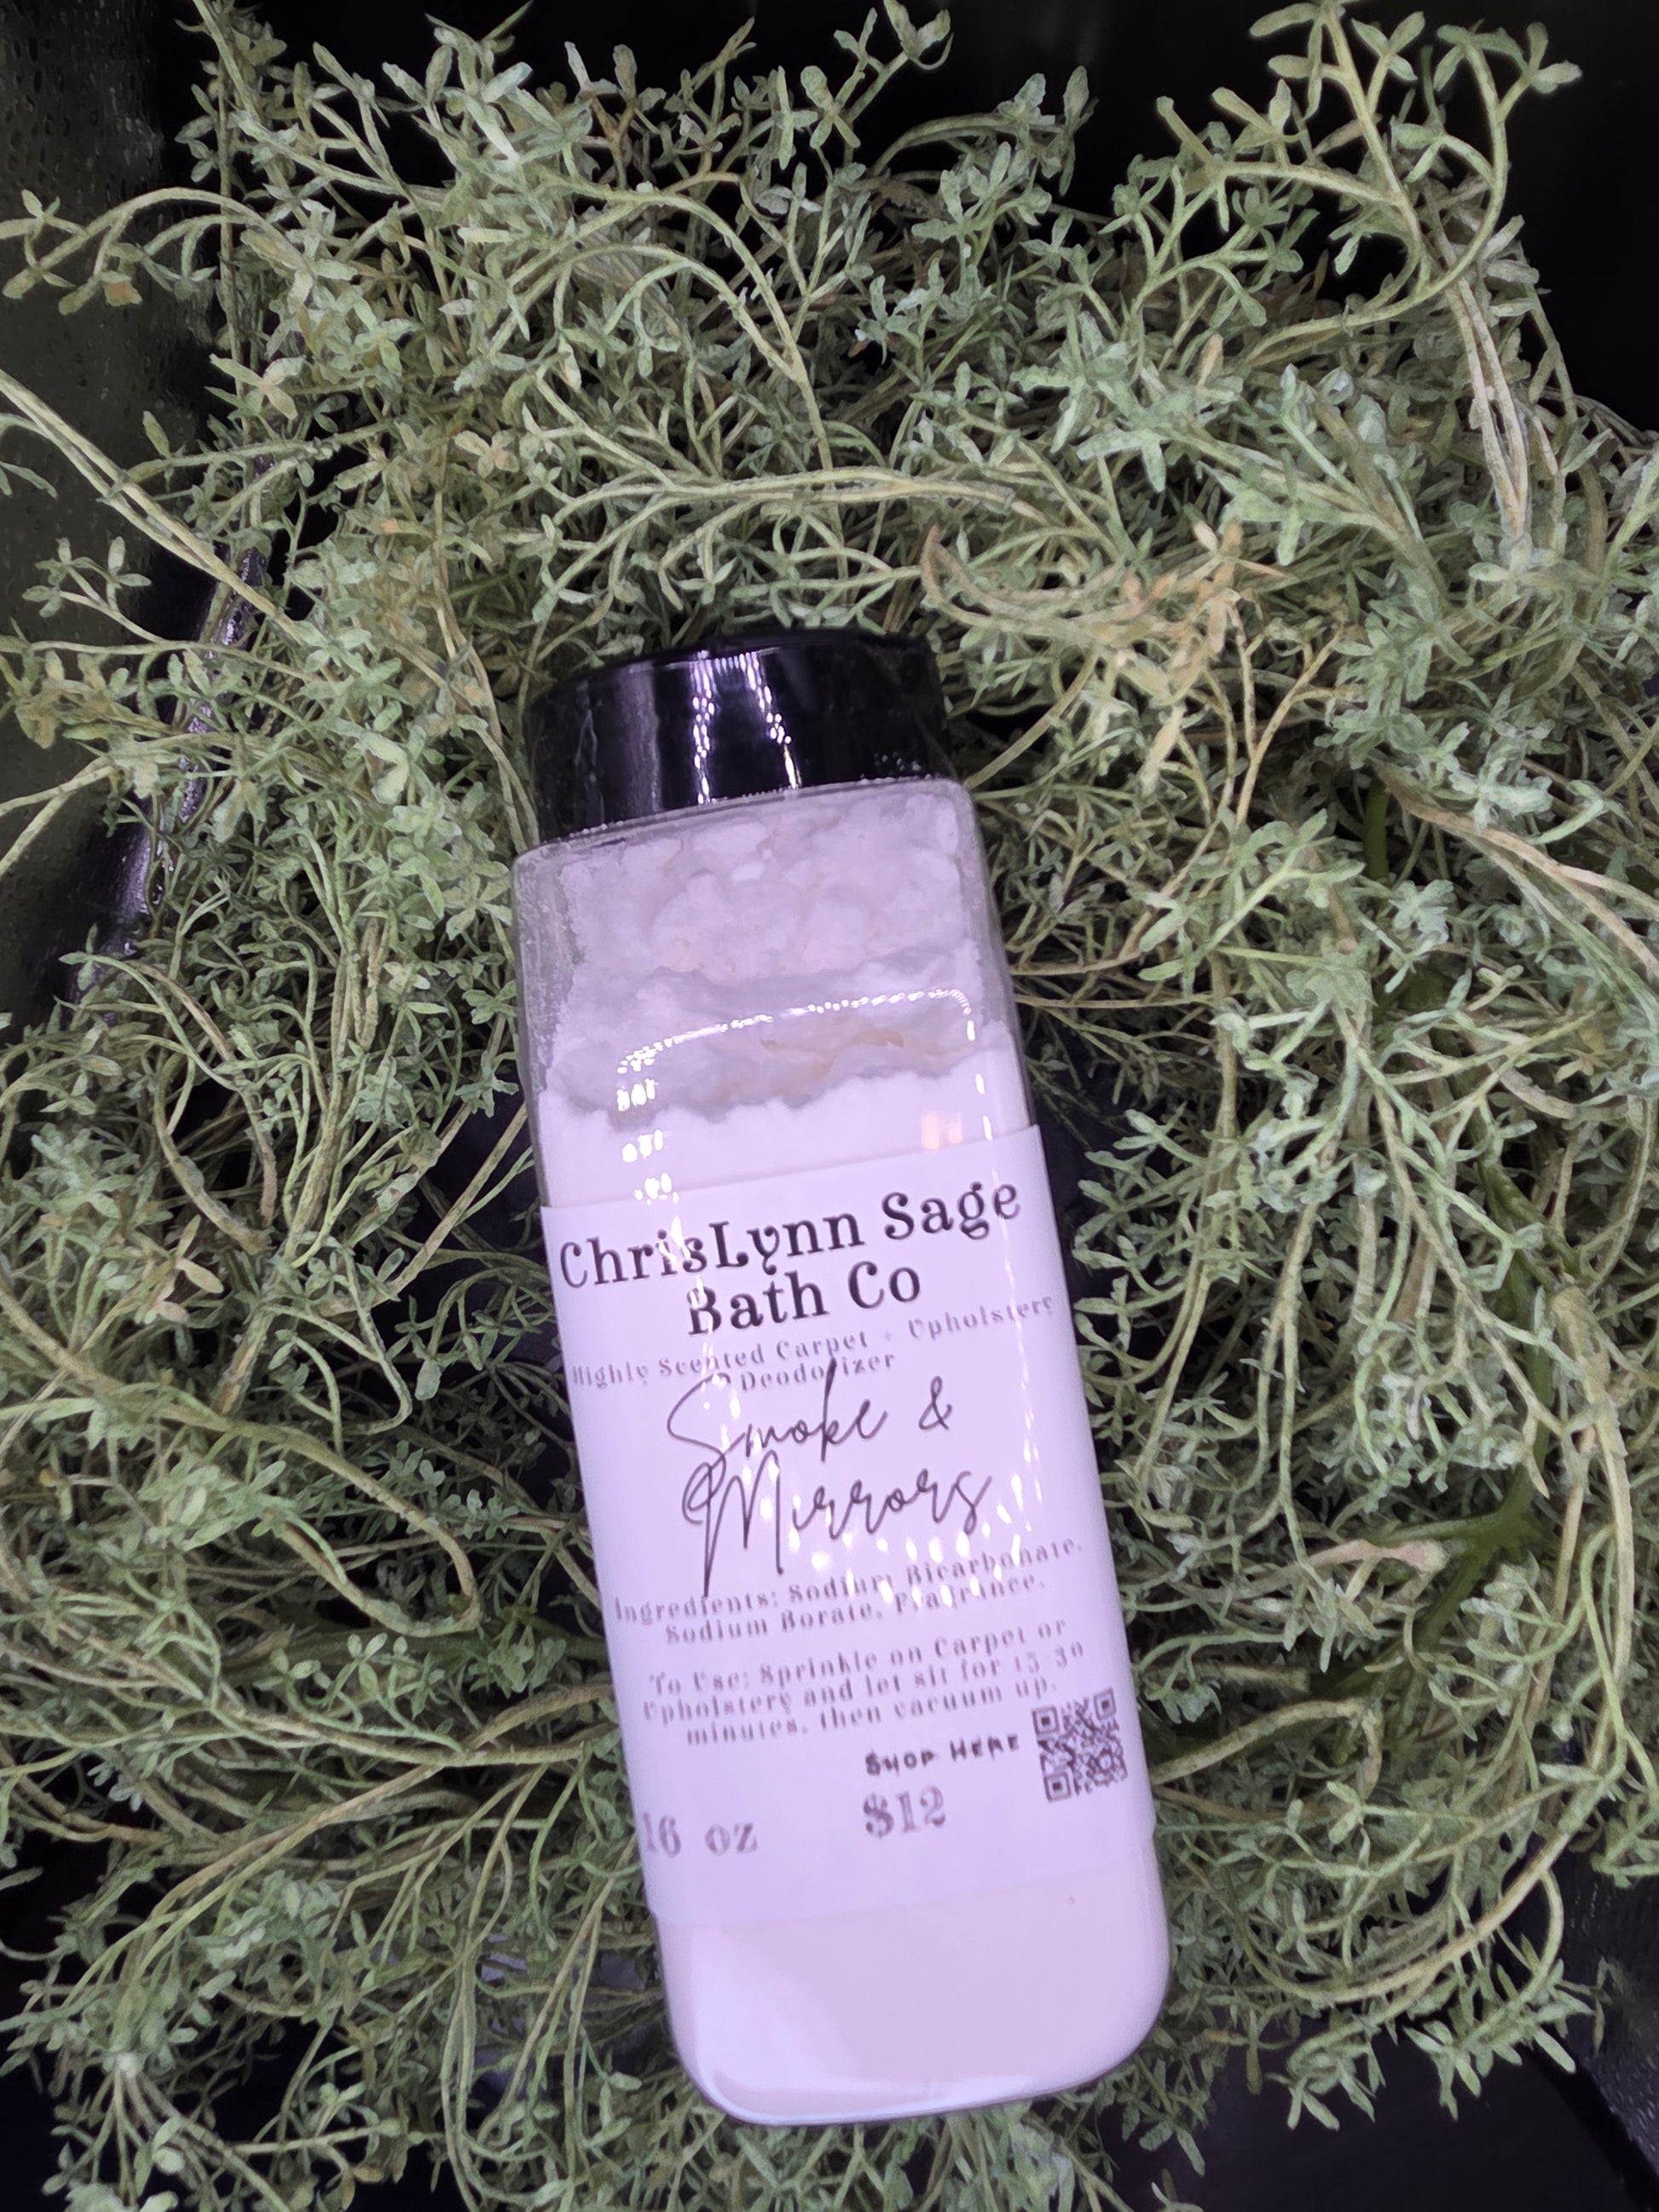 ChrisLynn Sage
Bath Co
Highly Scented Carpet + Upholstery
Deodorizer
Smoke &
Mirrors
Ingredients: Sodium Bicarbonate,
Sodium Borate, Fragrance.
To Use: Sprinkle on Carpet or
Upholstery and let sit for 15-30
minutes, then vacuum up.
SHOP HERE
16 oz $12